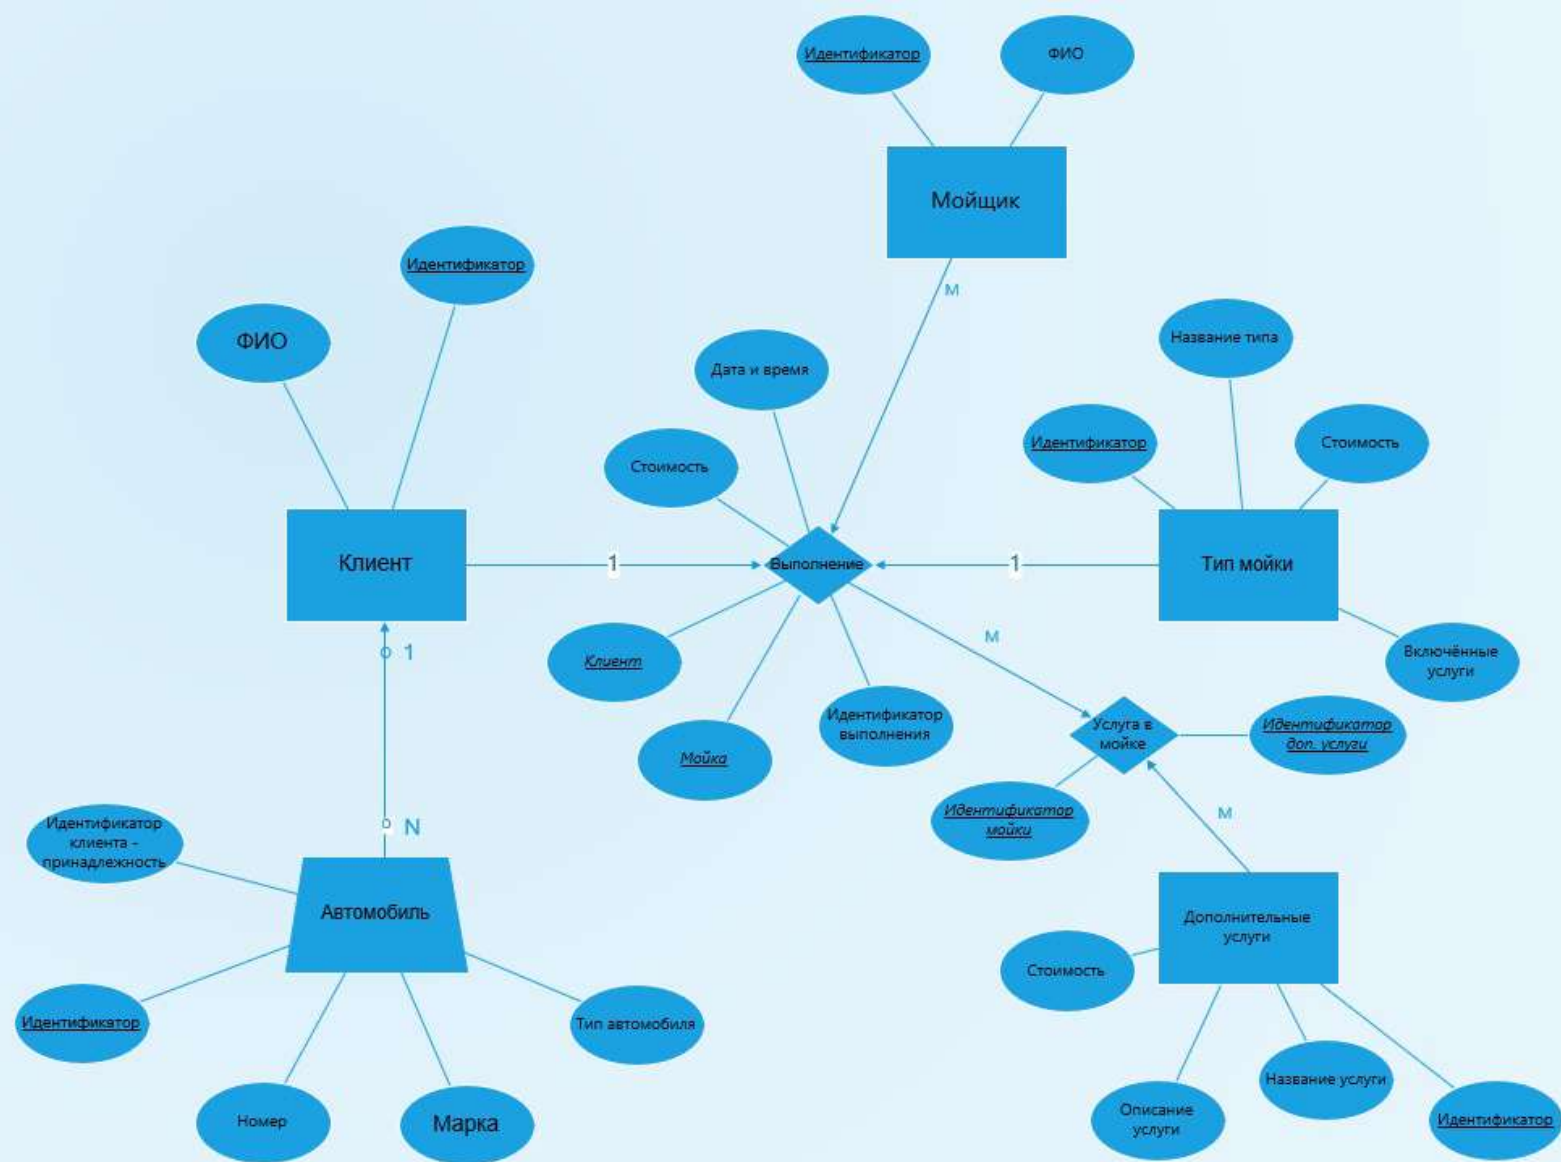 Идентификатор
ФИО
Мойщик
Идентификатор
ФИО
м
Название типа
Дата и время
Идентификатор
Стоимость
Стоимость
Клиент
1
Выполнение
1
Тип мойки
Клиент
Мойка
Идентификатор
выполнения
м
Включённые
услуги
Услуга в
мойке
Идентификатор
доп. услуги
Идентификатор
мойки
м
o 1
o N
Идентификатор
клиента -
принадлежность
Автомобиль
Дополнительные
услуги
Стоимость
Идентификатор
Тип автомобиля
Номер
Марка
Название услуги
Описание
услуги
Идентификатор